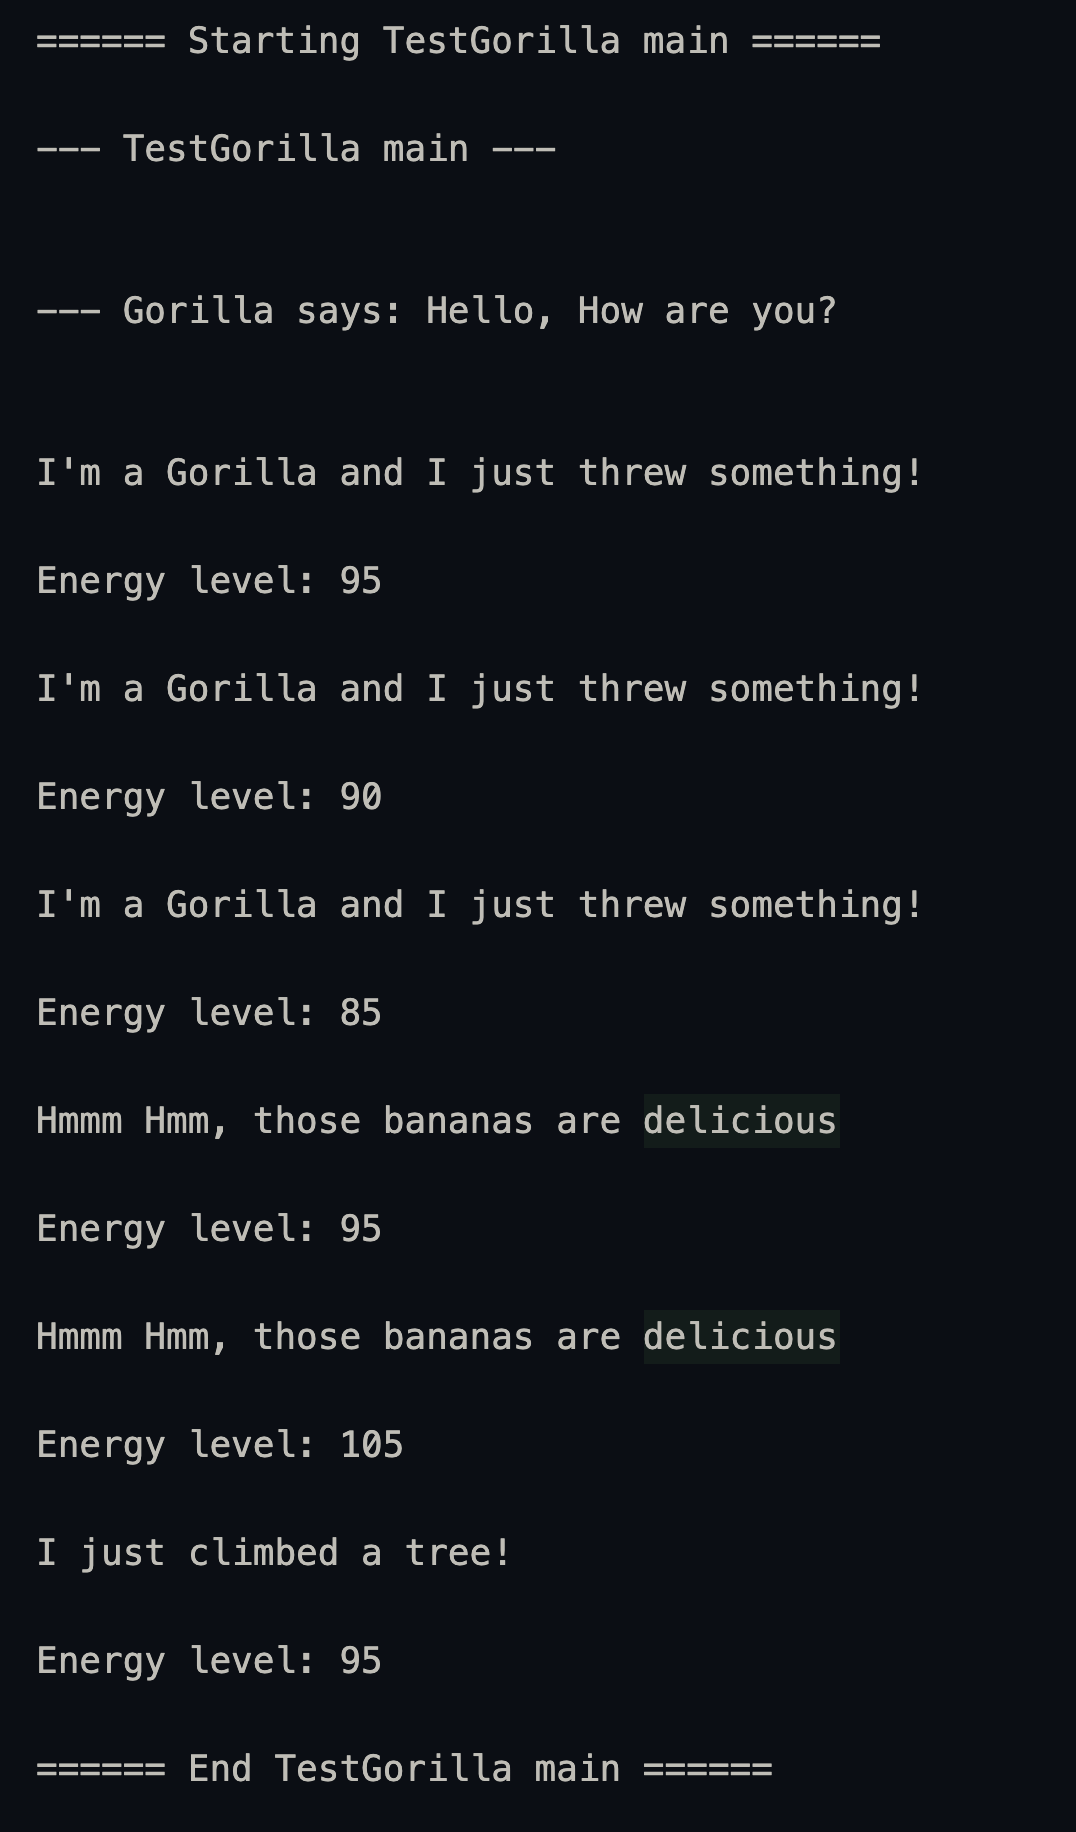 ====== Starting TestGorilla main ======
--- TestGorilla main ---
--- Gorilla says: Hello, How are you?
I'm a Gorilla and I just threw something!
Energy level: 95
I'm a Gorilla and I just threw something!
Energy level: 90
I'm a Gorilla and I just threw something!
Energy level: 85
Hmmm Hmm, those bananas are delicious
Energy level: 95
Hmmm Hmm, those bananas are delicious
Energy level: 105
I just climbed a tree!
Energy level: 95
====== End TestGorilla main ======